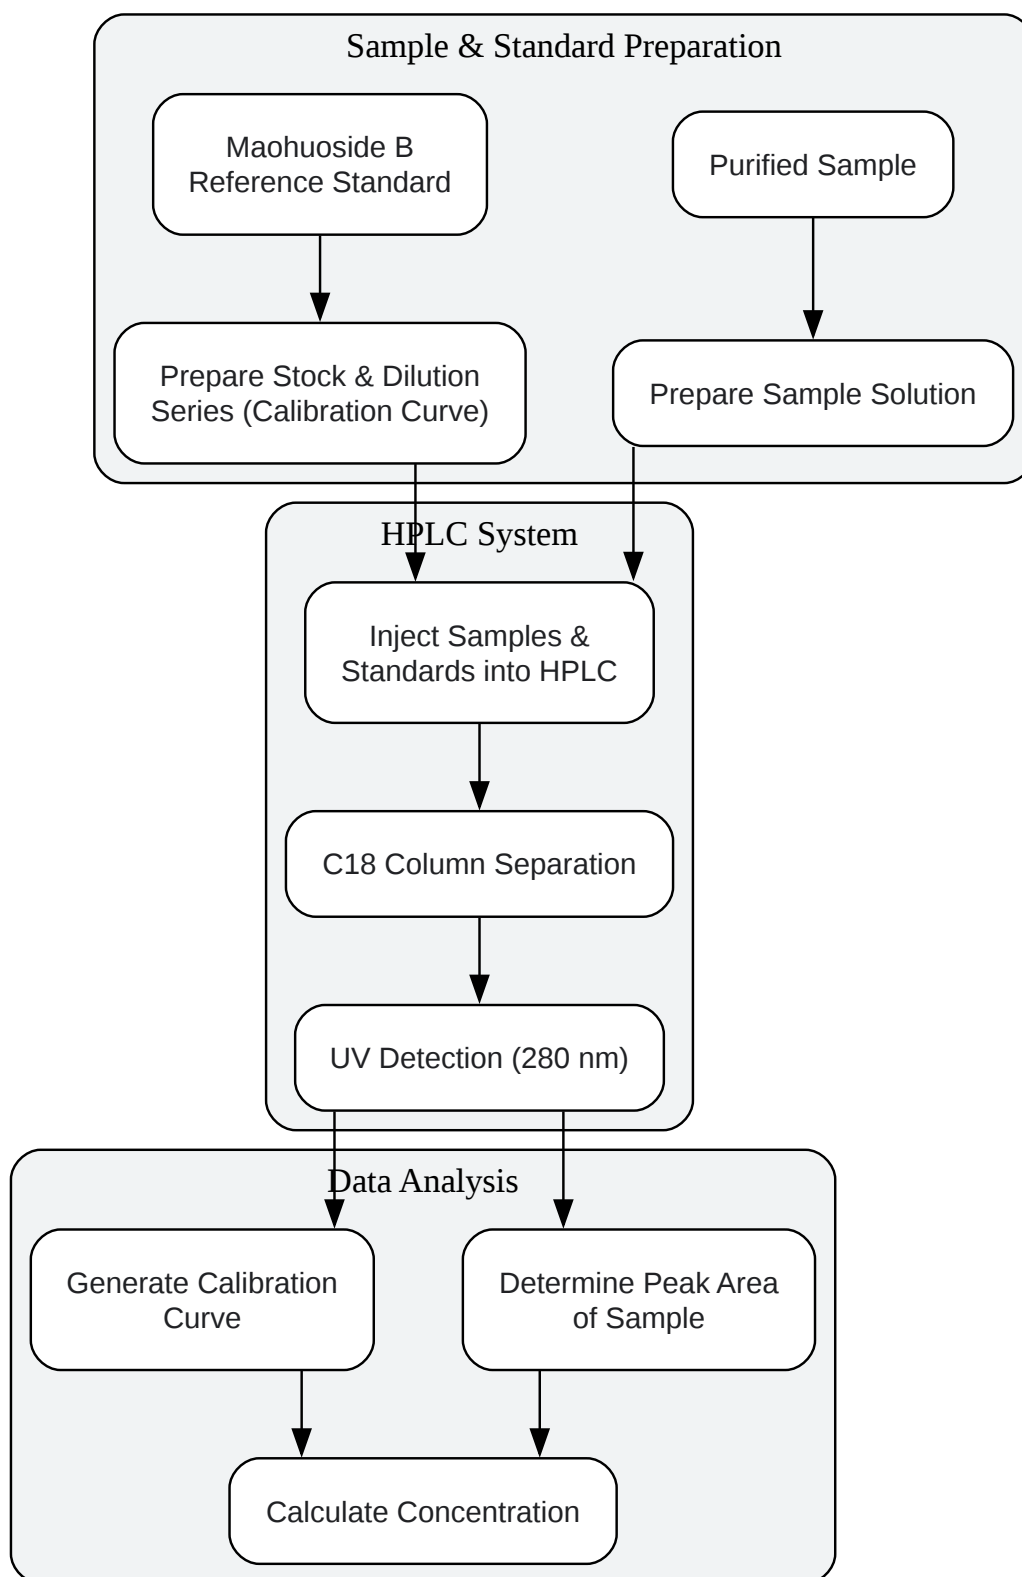 Sample & Standard Preparation
Maohuoside B
Reference Standard
Purified Sample
Prepare Stock & Dilution
Series (Calibration Curve)
Prepare Sample Solution
HPLC System
Inject Samples &
Standards into HPLC
C18 Column Separation
UV Detection (280 nm)
Data Analysis
Generate Calibration
Curve
Determine Peak Area
of Sample
Calculate Concentration